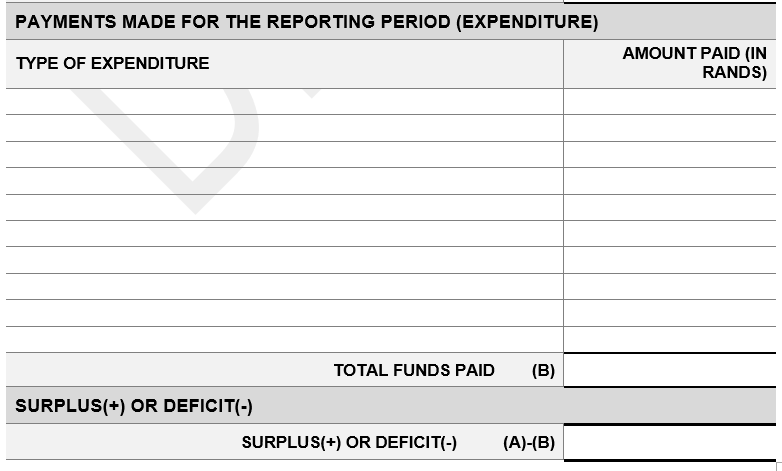 PAYMENTS MADE FOR THE REPORTING PERIOD (EXPENDITURE)
TYPE OF EXPENDITURE
AMOUNT PAID (IN
RANDS)
TOTAL FUNDS PAID (B)
SURPLUS(+) OR DEFICIT(-)
SURPLUS(+) OR DEFICIT(-) (A)-(B)